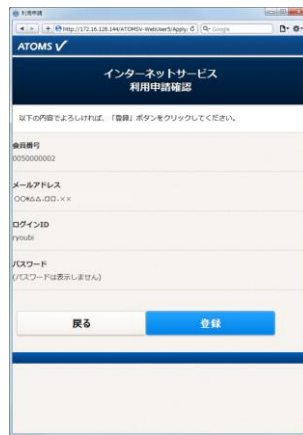 利用申請
http://172.16.128.144/ATOMSV-WebUser5/Apply
Google
ATOMS V
インターネットサービス
利用申請確認
以下の内容でよろしければ、「登録」ボタンをクリックしてください。
会員番号
0050000002
メールアドレス
○○*△△.□□.××
ログインID
ryoubi
パスワード
(パスワードは表示しません)
戻る
登録